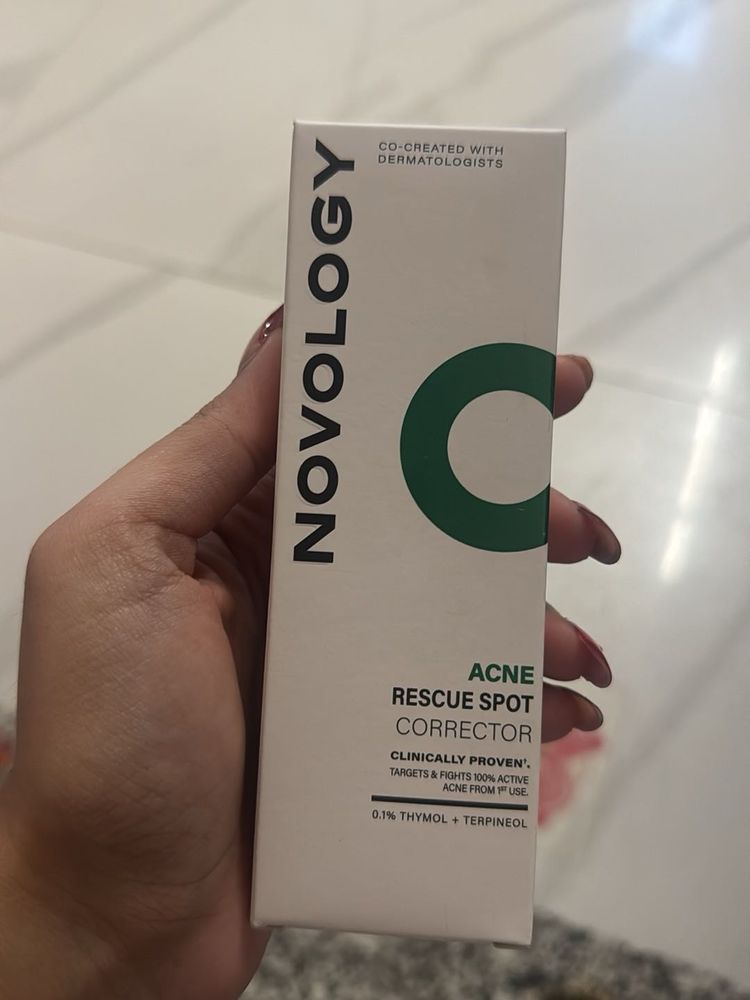 NOVOLOGY
CO-CREATED WITH
DERMATOLOGISTS
ACNE
RESCUE SPOT
CORRECTOR
CLINICALLY PROVEN†.
TARGETS & FIGHTS 100% ACTIVE
ACNE FROM 1ST USE.
0.1% THYMOL + TERPINEOL